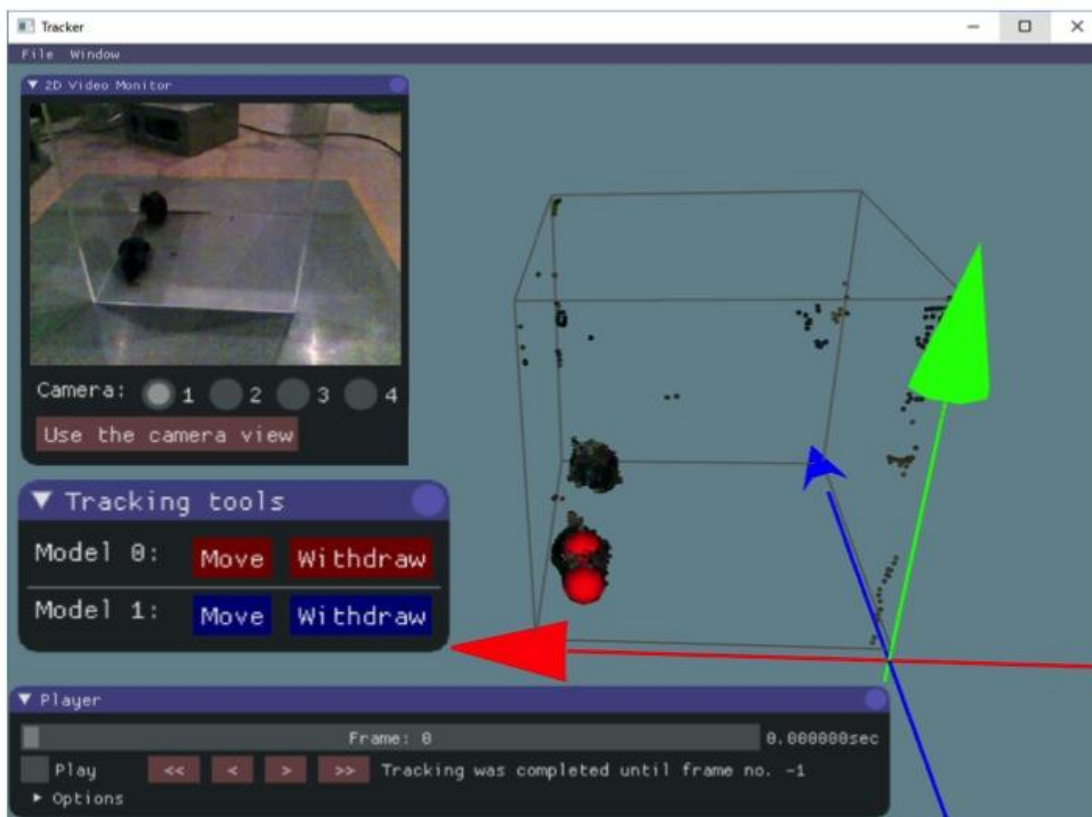 Tracker
File Window
2D Video Monitor
Camera: 1 2 3 4
Use the camera view
Tracking tools
Model 0: Move Withdraw
Model 1: Move Withdraw
Player
Frame: 0 0.000000sec
Play << < > >> Tracking was completed until frame no. -1
Options